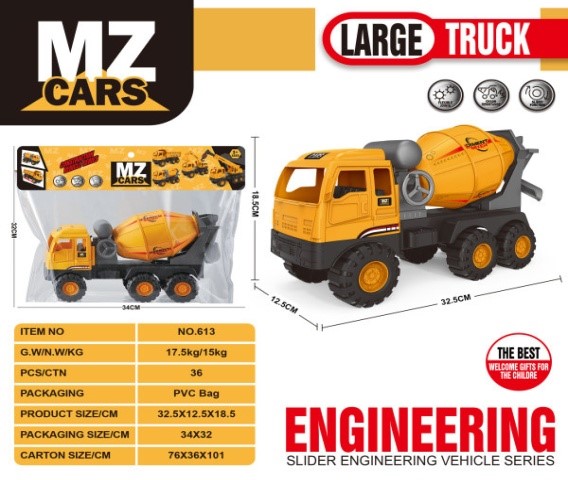 MZ
CARS
LARGE TRUCK
MZ
CARS
32CM
34CM
18.5CM
12.5CM
32.5CM
MZ
ITEM NO NO.613
G.W/N.W/KG 17.5kg/15kg
PCS/CTN 36
PACKAGING PVC Bag
PRODUCT SIZE/CM 32.5X12.5X18.5
PACKAGING SIZE/CM 34X32
CARTON SIZE/CM 76X36X101
THE BEST
WELCOME GIFTS FOR
THE CHILDRE
ENGINEERING
SLIDER ENGINEERING VEHICLE SERIES